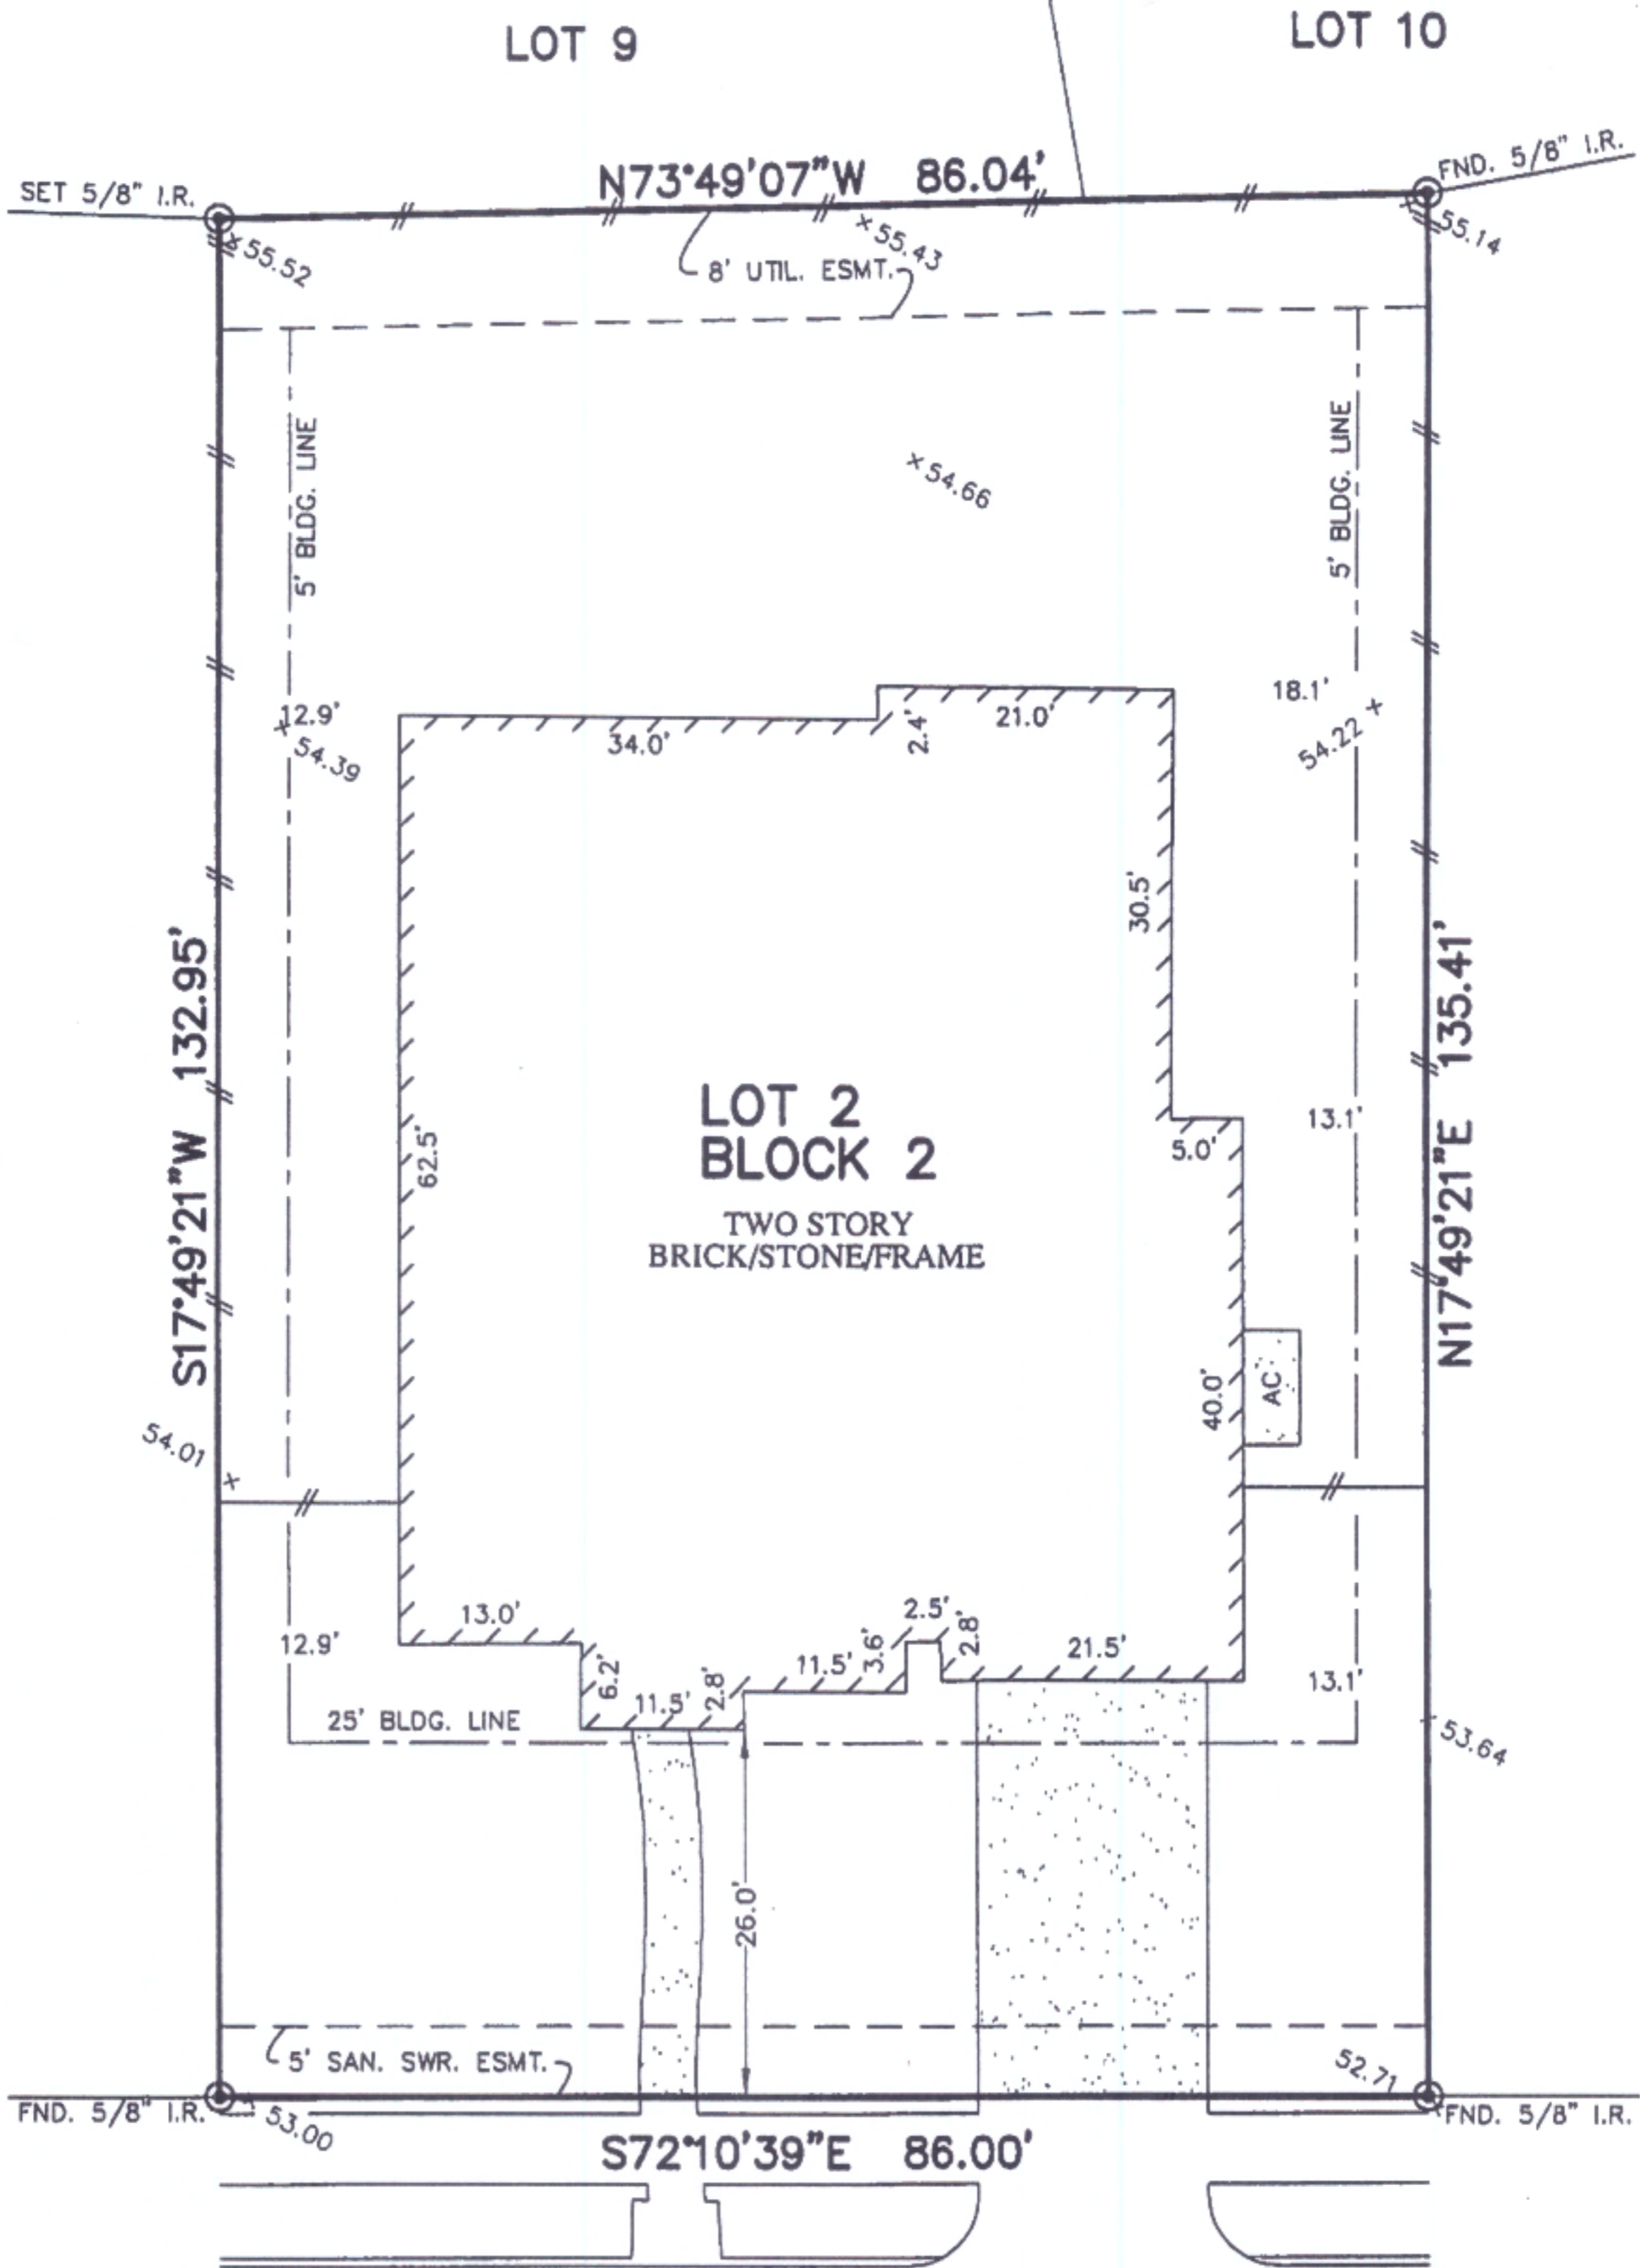 LOT 9
LOT 10
N73°49'07"W 86.04'
SET 5/8" I.R.
FND. 5/8" I.R.
55.52
55.43
55.14
8' UTIL. ESMT.
5' BLDG. LINE
5' BLDG. LINE
54.66
12.9'
54.39
34.0'
2.4'
21.0'
18.1'
54.22
30.5'
S17°49'21"W 132.95'
N17°49'21"E 135.41'
62.5'
LOT 2
BLOCK 2
TWO STORY
BRICK/STONE/FRAME
5.0'
13.1'
40.0'
AC
54.01
13.0'
12.9'
6.2'
11.5'
2.8'
11.5'
3.6'
2.5'
2.8'
21.5'
13.1'
25' BLDG. LINE
53.64
26.0'
5' SAN. SWR. ESMT.
52.71
FND. 5/8" I.R.
53.00
FND. 5/8" I.R.
S72°10'39"E 86.00'